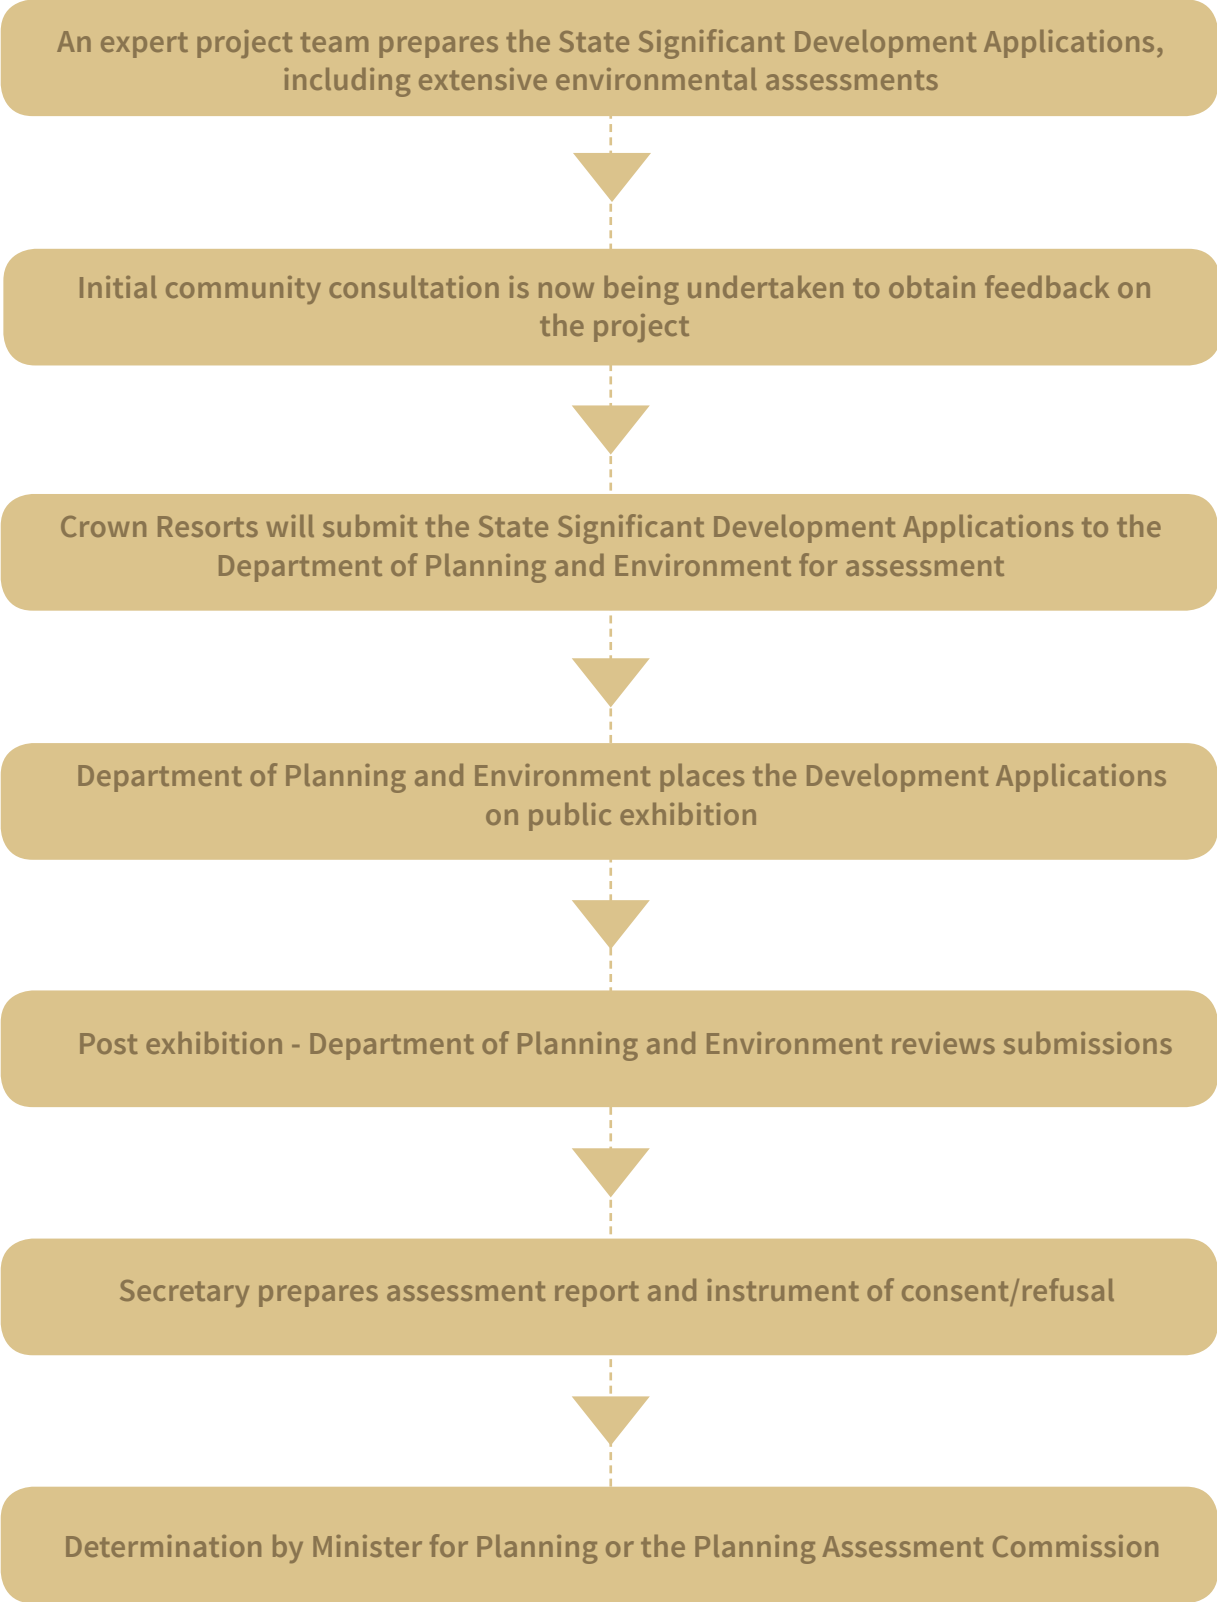 An expert project team prepares the State Significant Development Applications,
including extensive environmental assessments
Initial community consultation is now being undertaken to obtain feedback on
the project
Crown Resorts will submit the State Significant Development Applications to the
Department of Planning and Environment for assessment
Department of Planning and Environment places the Development Applications
on public exhibition
Post exhibition - Department of Planning and Environment reviews submissions
Secretary prepares assessment report and instrument of consent/refusal
Determination by Minister for Planning or the Planning Assessment Commission